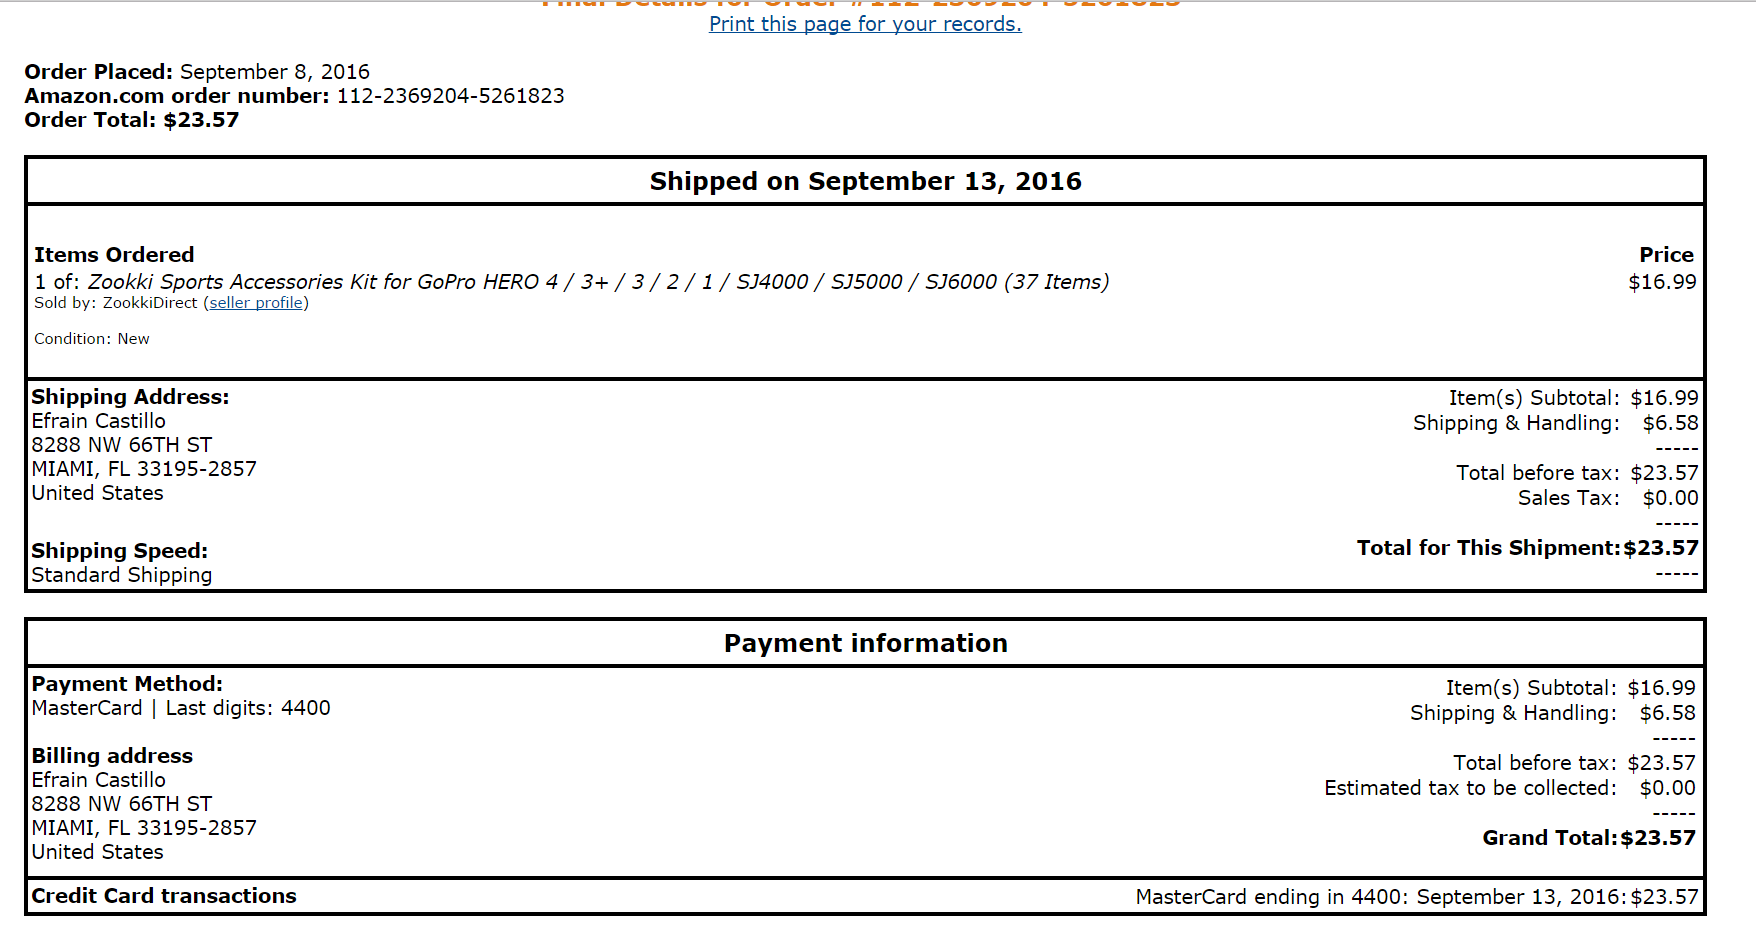 Final Details for Order #112-2369204-5261823
Print this page for your records.
Order Placed: September 8, 2016
Amazon.com order number: 112-2369204-5261823
Order Total: $23.57
Shipped on September 13, 2016
Items Ordered Price
1 of: Zookki Sports Accessories Kit for GoPro HERO 4 / 3+ / 3 / 2 / 1 / SJ4000 / SJ5000 / SJ6000 (37 Items) $16.99
Sold by: ZookkiDirect (seller profile)
Condition: New
Shipping Address:
Efrain Castillo
8288 NW 66TH ST
MIAMI, FL 33195-2857
United States
Shipping Speed:
Standard Shipping
Item(s) Subtotal: $16.99
Shipping & Handling: $6.58
-----
Total before tax: $23.57
Sales Tax: $0.00
-----
Total for This Shipment: $23.57
-----
Payment information
Payment Method:
MasterCard | Last digits: 4400
Billing address
Efrain Castillo
8288 NW 66TH ST
MIAMI, FL 33195-2857
United States
Item(s) Subtotal: $16.99
Shipping & Handling: $6.58
-----
Total before tax: $23.57
Estimated tax to be collected: $0.00
-----
Grand Total: $23.57
Credit Card transactions MasterCard ending in 4400: September 13, 2016: $23.57